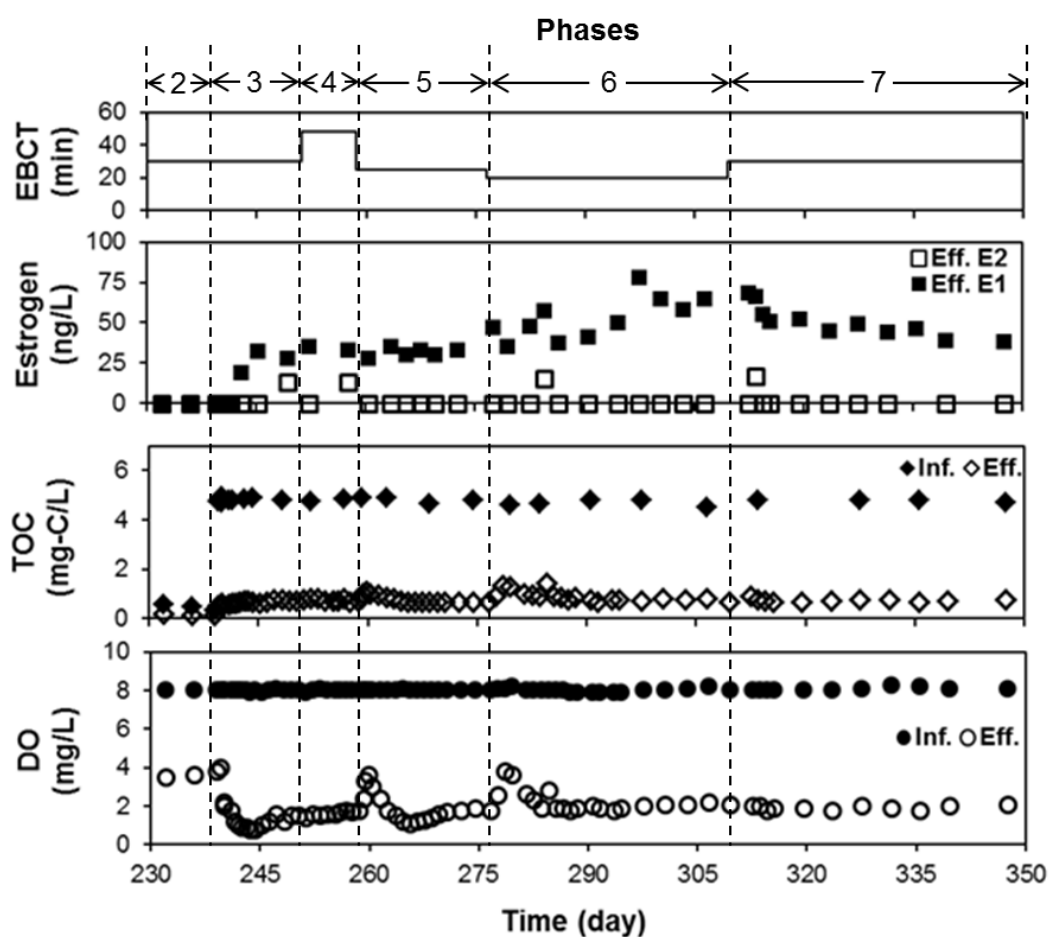 Phases
2 3 4 5 6 7
EBCT
(min)
60
40
20
0
Estrogen
(ng/L)
100
75
50
25
0
Eff. E2
Eff. E1
TOC
(mg-C/L)
6
4
2
0
Inf. Eff.
DO
(mg/L)
10
8
6
4
2
0
Inf. Eff.
230 245 260 275 290 305 320 335 350
Time (day)